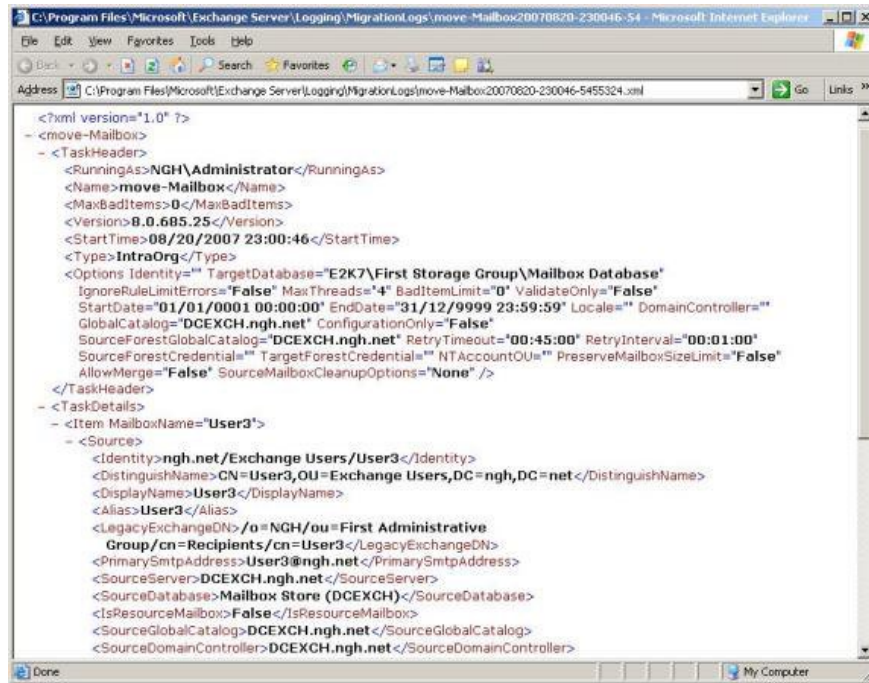 C:\Program Files\Microsoft\Exchange Server\Logging\MigrationLogs\move-Mailbox20070820-230046-54 - Microsoft Internet Explorer
File Edit View Favorites Tools Help
Back Search Favorites
Address C:\Program Files\Microsoft\Exchange Server\Logging\MigrationLogs\move-Mailbox20070820-230046-5455324.xml Go Links »
<?xml version="1.0" ?>
- <move-Mailbox>
- <TaskHeader>
<RunningAs>NGH\Administrator</RunningAs>
<Name>move-Mailbox</Name>
<MaxBadItems>0</MaxBadItems>
<Version>8.0.685.25</Version>
<StartTime>08/20/2007 23:00:46</StartTime>
<Type>IntraOrg</Type>
<Options Identity="" TargetDatabase="E2K7\First Storage Group\Mailbox Database"
IgnoreRuleLimitErrors="False" MaxThreads="4" BadItemLimit="0" ValidateOnly="False"
StartDate="01/01/0001 00:00:00" EndDate="31/12/9999 23:59:59" Locale="" DomainController=""
GlobalCatalog="DCEXCH.ngh.net" ConfigurationOnly="False"
SourceForestGlobalCatalog="DCEXCH.ngh.net" RetryTimeout="00:45:00" RetryInterval="00:01:00"
SourceForestCredential="" TargetForestCredential="" NTAccountOU="" PreserveMailboxSizeLimit="False"
AllowMerge="False" SourceMailboxCleanupOptions="None" />
</TaskHeader>
- <TaskDetails>
- <Item MailboxName="User3">
- <Source>
<Identity>ngh.net/Exchange Users/User3</Identity>
<DistinguishName>CN=User3,OU=Exchange Users,DC=ngh,DC=net</DistinguishName>
<DisplayName>User3</DisplayName>
<Alias>User3</Alias>
<LegacyExchangeDN>/o=NGH/ou=First Administrative
Group/cn=Recipients/cn=User3</LegacyExchangeDN>
<PrimarySmtpAddress>User3@ngh.net</PrimarySmtpAddress>
<SourceServer>DCEXCH.ngh.net</SourceServer>
<SourceDatabase>Mailbox Store (DCEXCH)</SourceDatabase>
<IsResourceMailbox>False</IsResourceMailbox>
<SourceGlobalCatalog>DCEXCH.ngh.net</SourceGlobalCatalog>
<SourceDomainController>DCEXCH.ngh.net</SourceDomainController>
Done My Computer